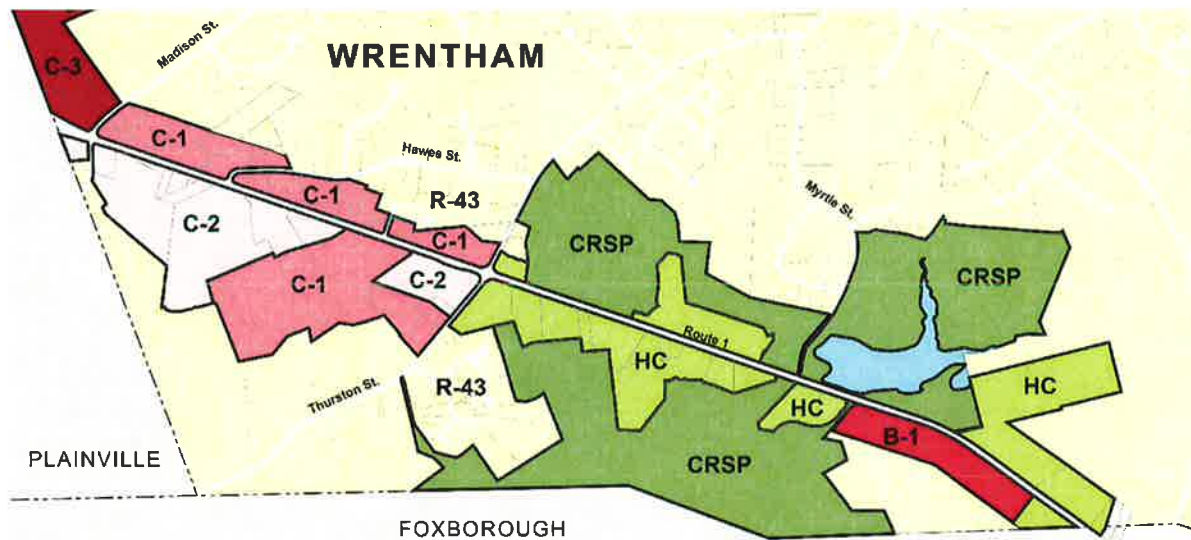 Madison St.
WRENTHAM
C-3
C-1
Hawes St.
C-1
R-43
Myrtle St.
C-2
C-1
CRSP
CRSP
C-1
C-2
Route 1
HC
HC
Thurston St.
R-43
HC
B-1
PLAINVILLE
CRSP
FOXBOROUGH